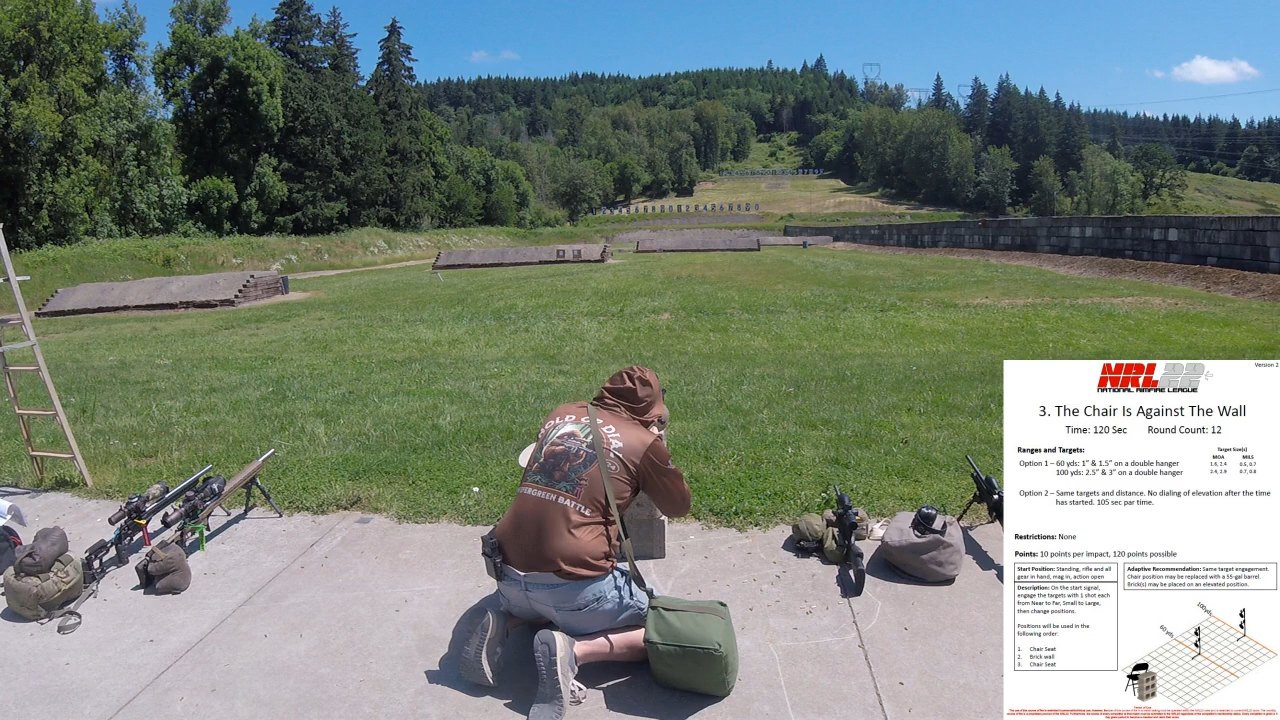 HOLD OR DIAL
EVERGREEN BATTLE
Version 2
NRL22
NATIONAL RIMFIRE LEAGUE
3. The Chair Is Against The Wall
Time: 120 Sec Round Count: 12
Ranges and Targets:
Target Size(s)
MOA MILS
Option 1 – 60 yds: 1" & 1.5" on a double hanger 1.6, 2.4 0.5, 0.7
100 yds: 2.5" & 3" on a double hanger 2.4, 2.9 0.7, 0.8
Option 2 – Same targets and distance. No dialing of elevation after the time
has started. 105 sec par time.
Restrictions: None
Points: 10 points per impact, 120 points possible
Start Position: Standing, rifle and all
gear in hand, mag in, action open
Description: On the start signal,
engage the targets with 1 shot each
from Near to Far, Small to Large,
then change positions.
Positions will be used in the
following order:
1. Chair Seat
2. Brick wall
3. Chair Seat
Adaptive Recommendation: Same target engagement.
Chair position may be replaced with a 55-gal barrel.
Brick(s) may be placed on an elevated position.
100yds
60 yds